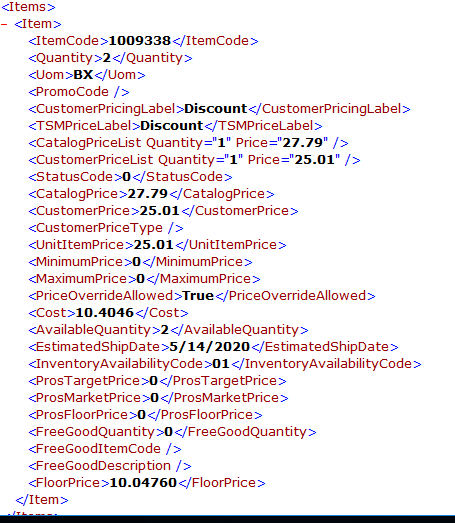 <Items>
- <Item>
<ItemCode>1009338</ItemCode>
<Quantity>2</Quantity>
<Uom>BX</Uom>
<PromoCode />
<CustomerPricingLabel>Discount</CustomerPricingLabel>
<TSMPriceLabel>Discount</TSMPriceLabel>
<CatalogPriceList Quantity="1" Price="27.79" />
<CustomerPriceList Quantity="1" Price="25.01" />
<StatusCode>0</StatusCode>
<CatalogPrice>27.79</CatalogPrice>
<CustomerPrice>25.01</CustomerPrice>
<CustomerPriceType />
<UnitItemPrice>25.01</UnitItemPrice>
<MinimumPrice>0</MinimumPrice>
<MaximumPrice>0</MaximumPrice>
<PriceOverrideAllowed>True</PriceOverrideAllowed>
<Cost>10.4046</Cost>
<AvailableQuantity>2</AvailableQuantity>
<EstimatedShipDate>5/14/2020</EstimatedShipDate>
<InventoryAvailabilityCode>01</InventoryAvailabilityCode>
<ProsTargetPrice>0</ProsTargetPrice>
<ProsMarketPrice>0</ProsMarketPrice>
<ProsFloorPrice>0</ProsFloorPrice>
<FreeGoodQuantity>0</FreeGoodQuantity>
<FreeGoodItemCode />
<FreeGoodDescription />
<FloorPrice>10.04760</FloorPrice>
</Item>
</Items>